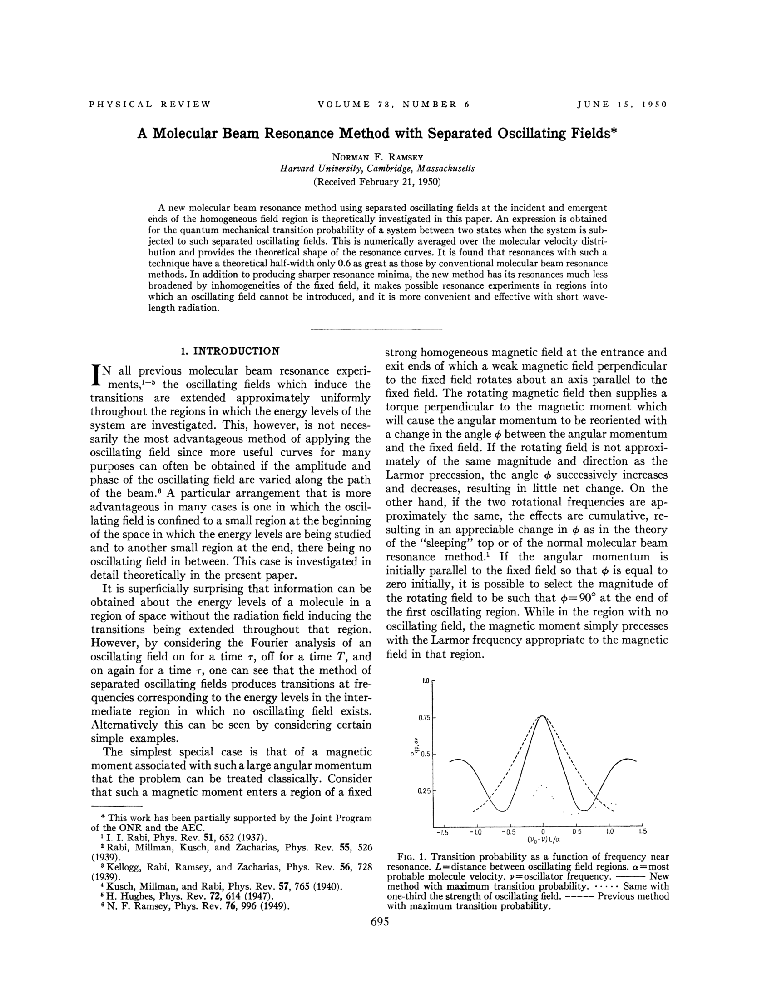 PHYSICAL REVIEW VOLUME 78, NUMBER 6 JUNE 15, 1950
A Molecular Beam Resonance Method with Separated Oscillating Fields*
NORMAN F. RAMSEY
Harvard University, Cambridge, Massachusetts
(Received February 21, 1950)
A new molecular beam resonance method using separated oscillating fields at the incident and emergent
ends of the homogeneous field region is theoretically investigated in this paper. An expression is obtained
for the quantum mechanical transition probability of a system between two states when the system is sub-
jected to such separated oscillating fields. This is numerically averaged over the molecular velocity distri-
bution and provides the theoretical shape of the resonance curves. It is found that resonances with such a
technique have a theoretical half-width only 0.6 as great as those by conventional molecular beam resonance
methods. In addition to producing sharper resonance minima, the new method has its resonances much less
broadened by inhomogeneities of the fixed field, it makes possible resonance experiments in regions into
which an oscillating field cannot be introduced, and it is more convenient and effective with short wave-
length radiation.
1. INTRODUCTION
IN all previous molecular beam resonance experi-
ments,¹⁻⁵ the oscillating fields which induce the
transitions are extended approximately uniformly
throughout the regions in which the energy levels of the
system are investigated. This, however, is not neces-
sarily the most advantageous method of applying the
oscillating field since more useful curves for many
purposes can often be obtained if the amplitude and
phase of the oscillating field are varied along the path
of the beam.⁶ A particular arrangement that is more
advantageous in many cases is one in which the oscil-
lating field is confined to a small region at the beginning
of the space in which the energy levels are being studied
and to another small region at the end, there being no
oscillating field in between. This case is investigated in
detail theoretically in the present paper.
It is superficially surprising that information can be
obtained about the energy levels of a molecule in a
region of space without the radiation field inducing the
transitions being extended throughout that region.
However, by considering the Fourier analysis of an
oscillating field on for a time τ, off for a time T, and
on again for a time τ, one can see that the method of
separated oscillating fields produces transitions at fre-
quencies corresponding to the energy levels in the inter-
mediate region in which no oscillating field exists.
Alternatively this can be seen by considering certain
simple examples.
The simplest special case is that of a magnetic
moment associated with such a large angular momentum
that the problem can be treated classically. Consider
that such a magnetic moment enters a region of a fixed
* This work has been partially supported by the Joint Program
of the ONR and the AEC.
¹ I. I. Rabi, Phys. Rev. 51, 652 (1937).
² Rabi, Millman, Kusch, and Zacharias, Phys. Rev. 55, 526
(1939).
³ Kellogg, Rabi, Ramsey, and Zacharias, Phys. Rev. 56, 728
(1939).
⁴ Kusch, Millman, and Rabi, Phys. Rev. 57, 765 (1940).
⁵ H. Hughes, Phys. Rev. 72, 614 (1947).
⁶ N. F. Ramsey, Phys. Rev. 76, 996 (1949).
strong homogeneous magnetic field at the entrance and
exit ends of which a weak magnetic field perpendicular
to the fixed field rotates about an axis parallel to the
fixed field. The rotating magnetic field then supplies a
torque perpendicular to the magnetic moment which
will cause the angular momentum to be reoriented with
a change in the angle ϕ between the angular momentum
and the fixed field. If the rotating field is not approxi-
mately of the same magnitude and direction as the
Larmor precession, the angle ϕ successively increases
and decreases, resulting in little net change. On the
other hand, if the two rotational frequencies are ap-
proximately the same, the effects are cumulative, re-
sulting in an appreciable change in ϕ as in the theory
of the "sleeping" top or of the normal molecular beam
resonance method.¹ If the angular momentum is
initially parallel to the fixed field so that ϕ is equal to
zero initially, it is possible to select the magnitude of
the rotating field to be such that ϕ=90° at the end of
the first oscillating region. While in the region with no
oscillating field, the magnetic moment simply precesses
with the Larmor frequency appropriate to the magnetic
field in that region.
1.0
0.75
Pqp,av
0.5
0.25
-1.5 -1.0 -0.5 0 0 5 1.0 1.5
(ν₀-ν) L/α
FIG. 1. Transition probability as a function of frequency near
resonance. L=distance between oscillating field regions. α=most
probable molecule velocity. ν=oscillator frequency. ——— New
method with maximum transition probability. ····· Same with
one-third the strength of oscillating field. ------ Previous method
with maximum transition probability.
695